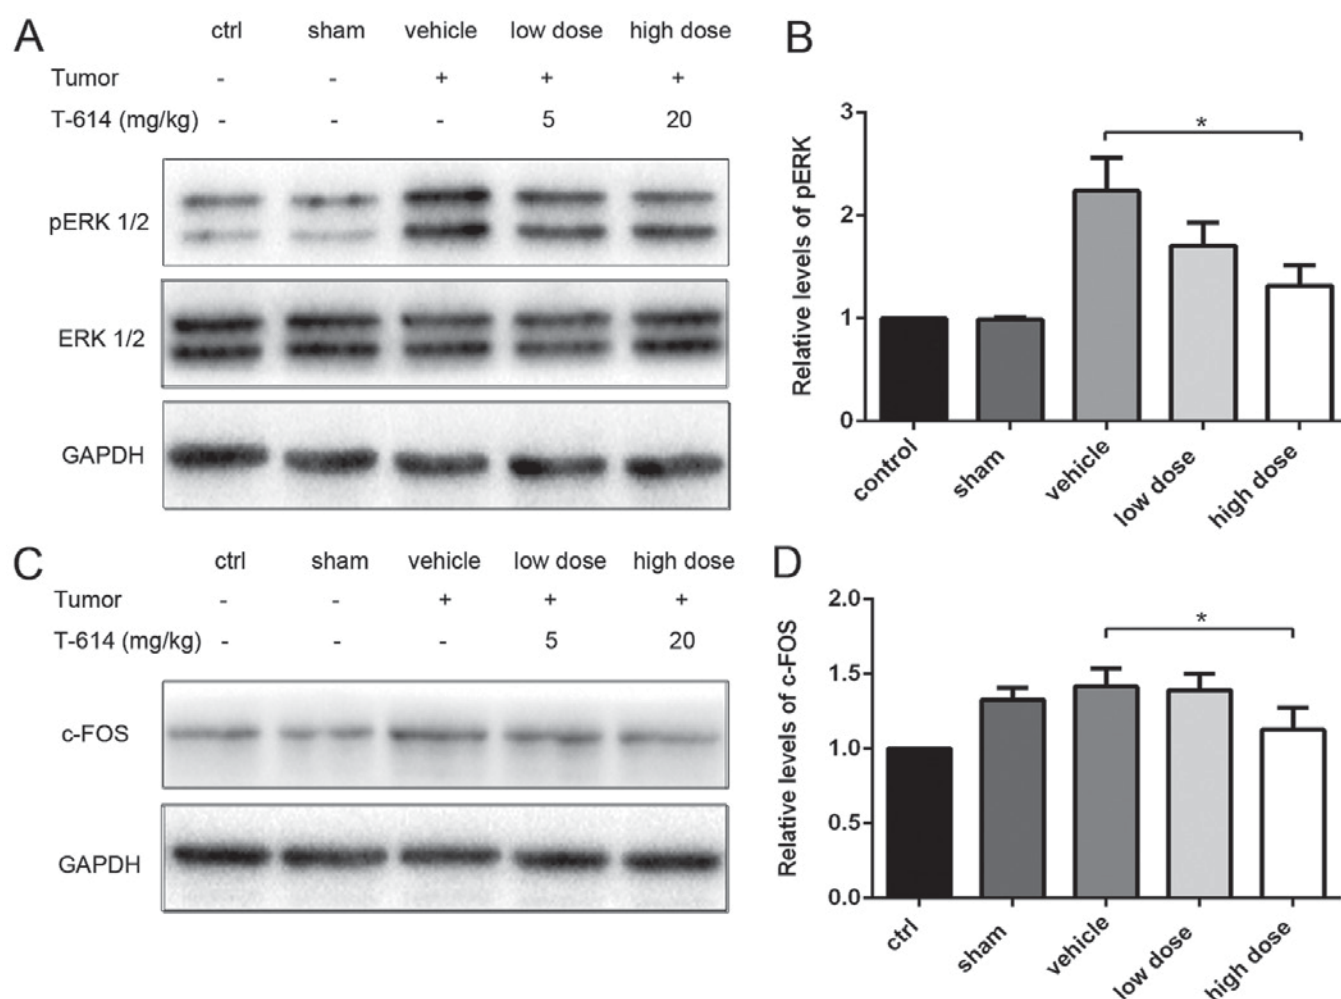 A
ctrl sham vehicle low dose high dose
Tumor - - + + +
T-614 (mg/kg) - - - 5 20
pERK 1/2
ERK 1/2
GAPDH
B
Relative levels of pERK
3
2
1
0
*
control sham vehicle low dose high dose
C
ctrl sham vehicle low dose high dose
Tumor - - + + +
T-614 (mg/kg) - - - 5 20
c-FOS
GAPDH
D
Relative levels of c-FOS
2.0
1.5
1.0
0.5
0.0
*
ctrl sham vehicle low dose high dose